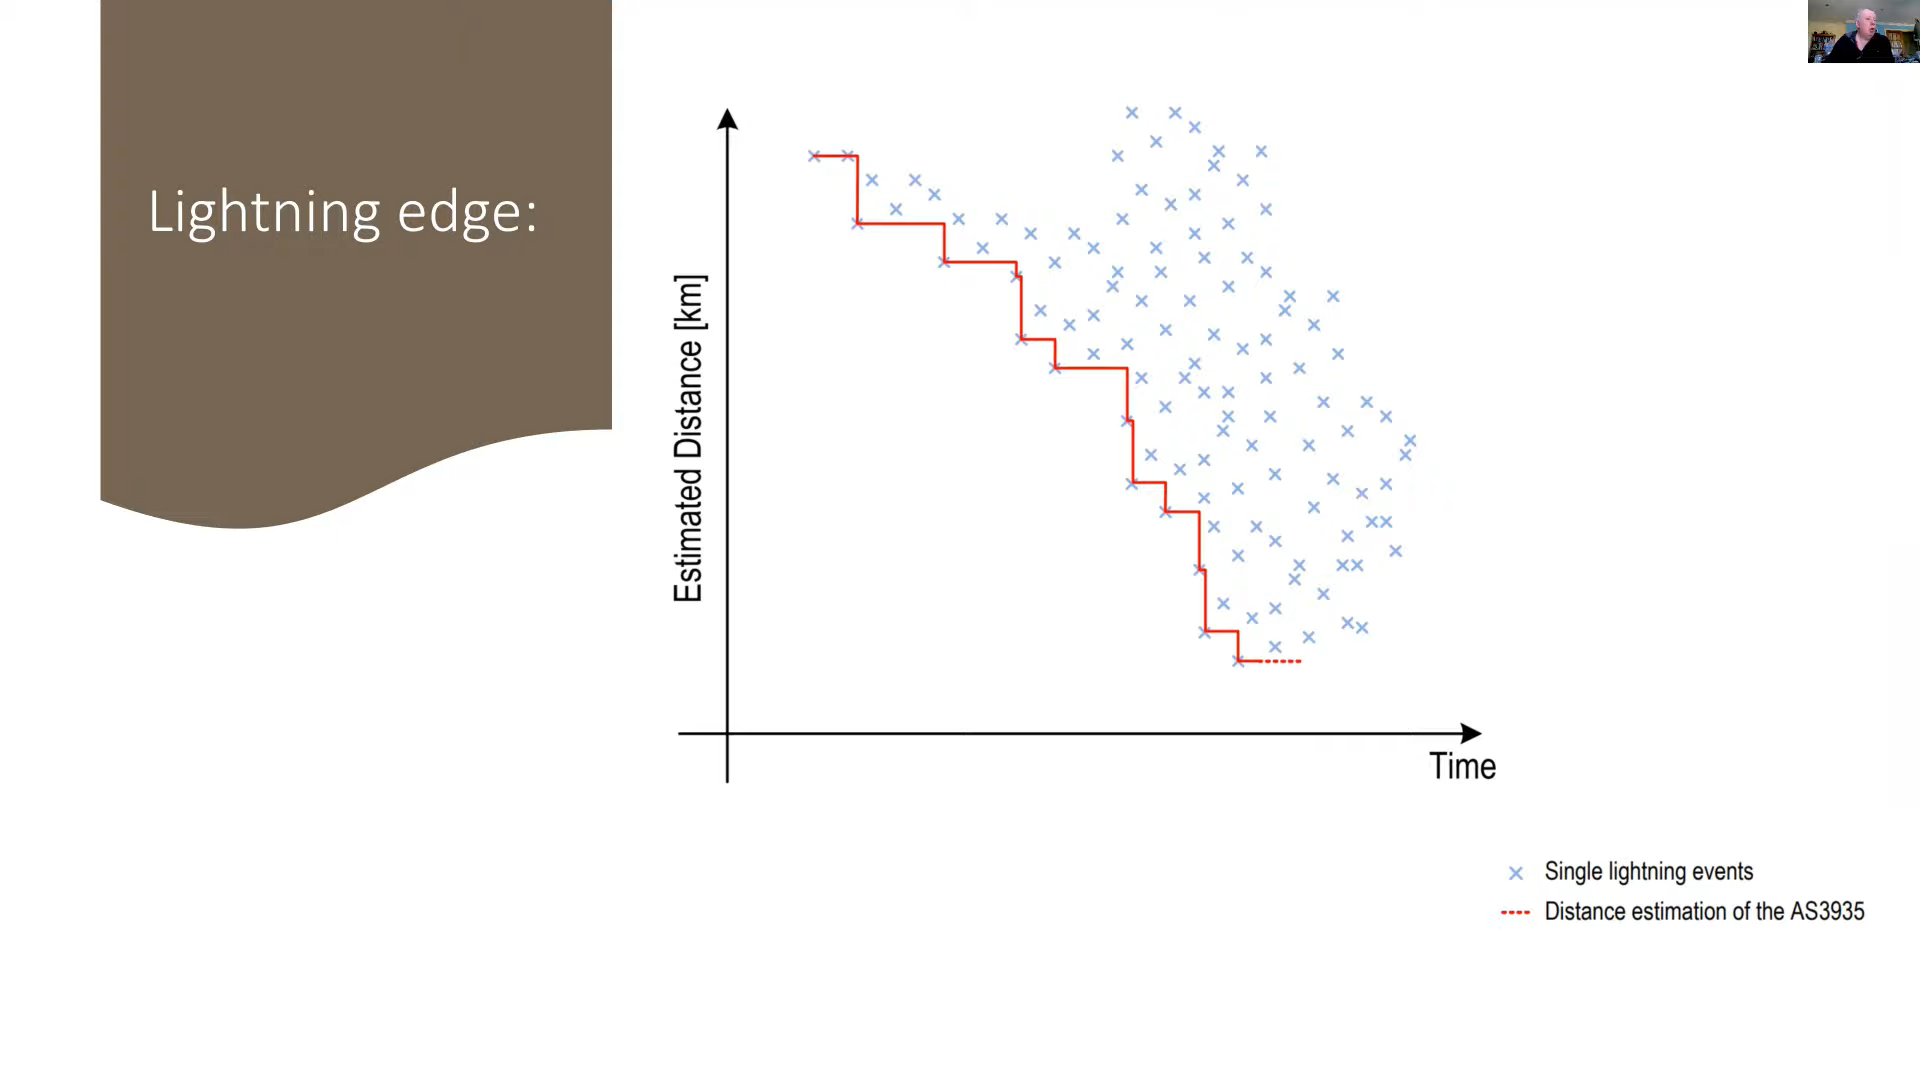 Lightning edge:
Estimated Distance [km]
Time
Single lightning events
Distance estimation of the AS3935